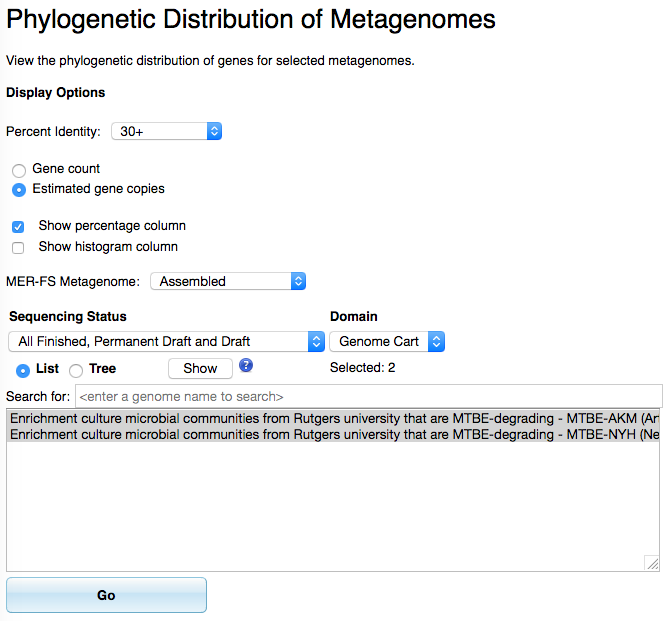 Phylogenetic Distribution of Metagenomes
View the phylogenetic distribution of genes for selected metagenomes.
Display Options
Percent Identity: 30+
Gene count
Estimated gene copies
Show percentage column
Show histogram column
MER-FS Metagenome: Assembled
Sequencing Status Domain
All Finished, Permanent Draft and Draft Genome Cart
List Tree Show ? Selected: 2
Search for: <enter a genome name to search>
Enrichment culture microbial communities from Rutgers university that are MTBE-degrading - MTBE-AKM (An
Enrichment culture microbial communities from Rutgers university that are MTBE-degrading - MTBE-NYH (Ne
Go